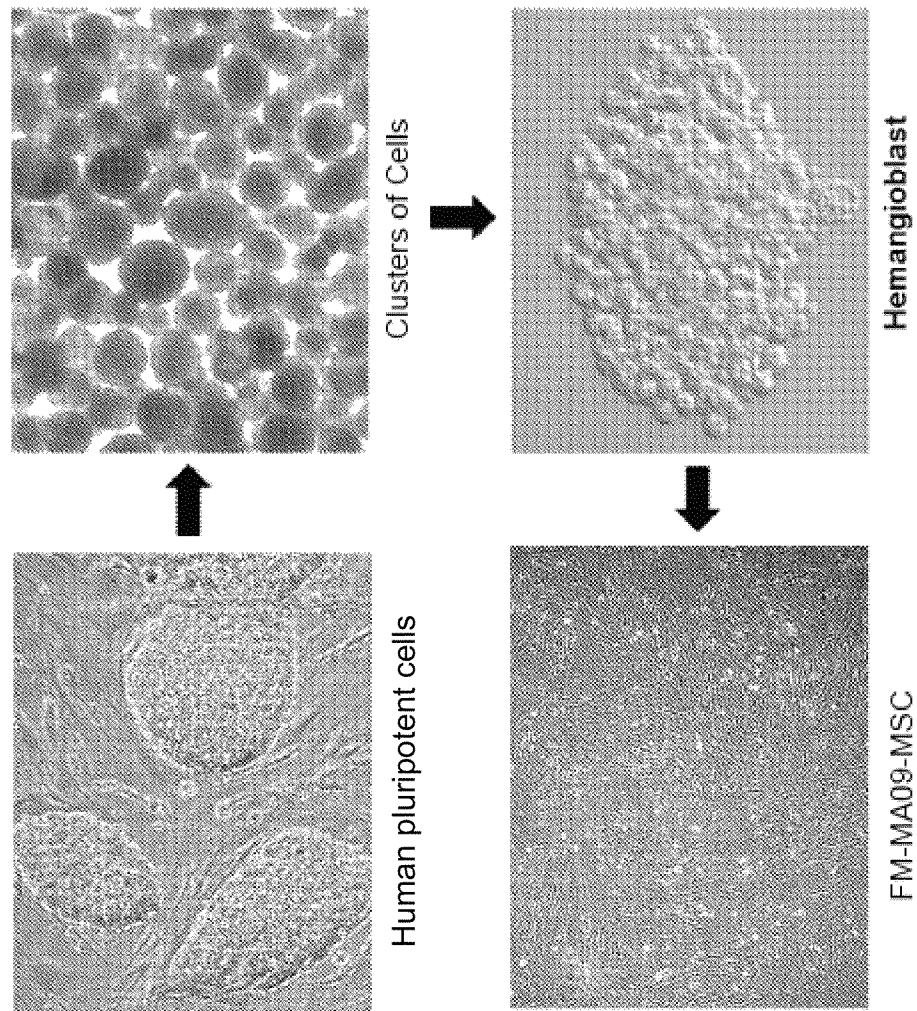 Human pluripotent cells
Clusters of Cells
Hemangioblast
FM-MA09-MSC